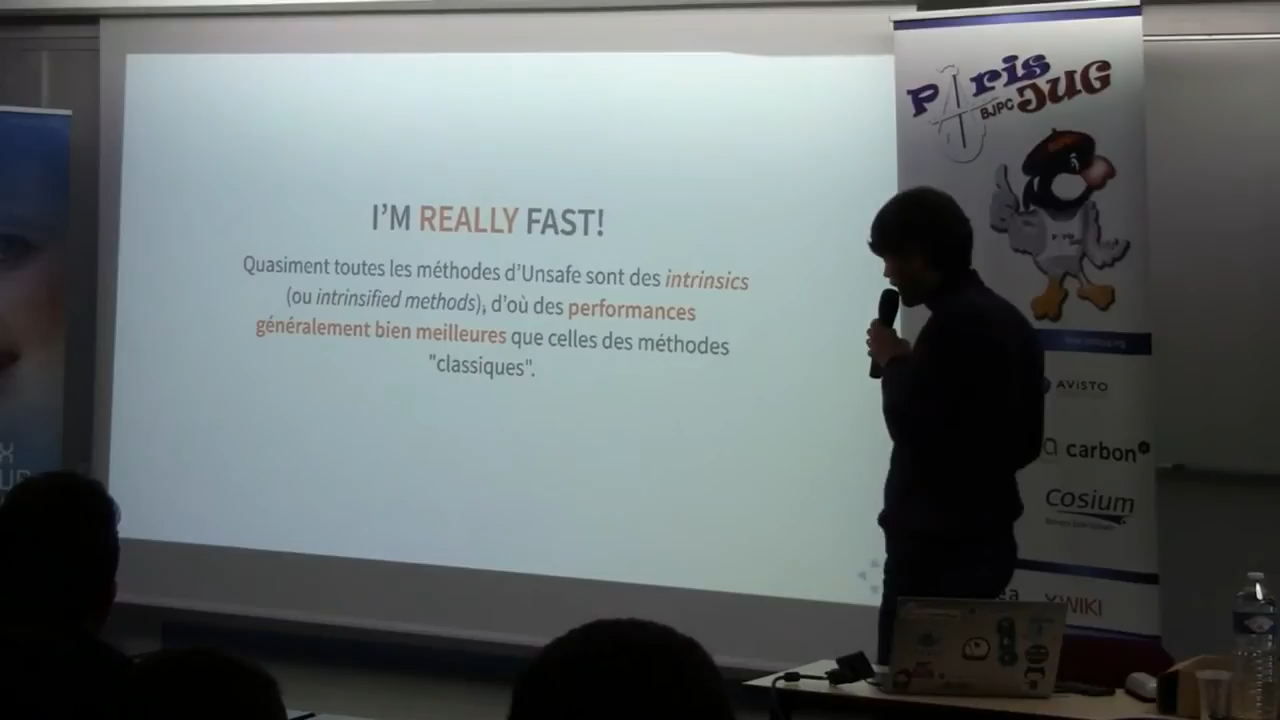 I'M REALLY FAST!
Quasiment toutes les méthodes d'Unsafe sont des intrinsics
(ou intrinsified methods), d'où des performances
généralement bien meilleures que celles des méthodes
"classiques".
Paris
JUG
BJPC
AVISTO
carbon
Cosium
XWIKI